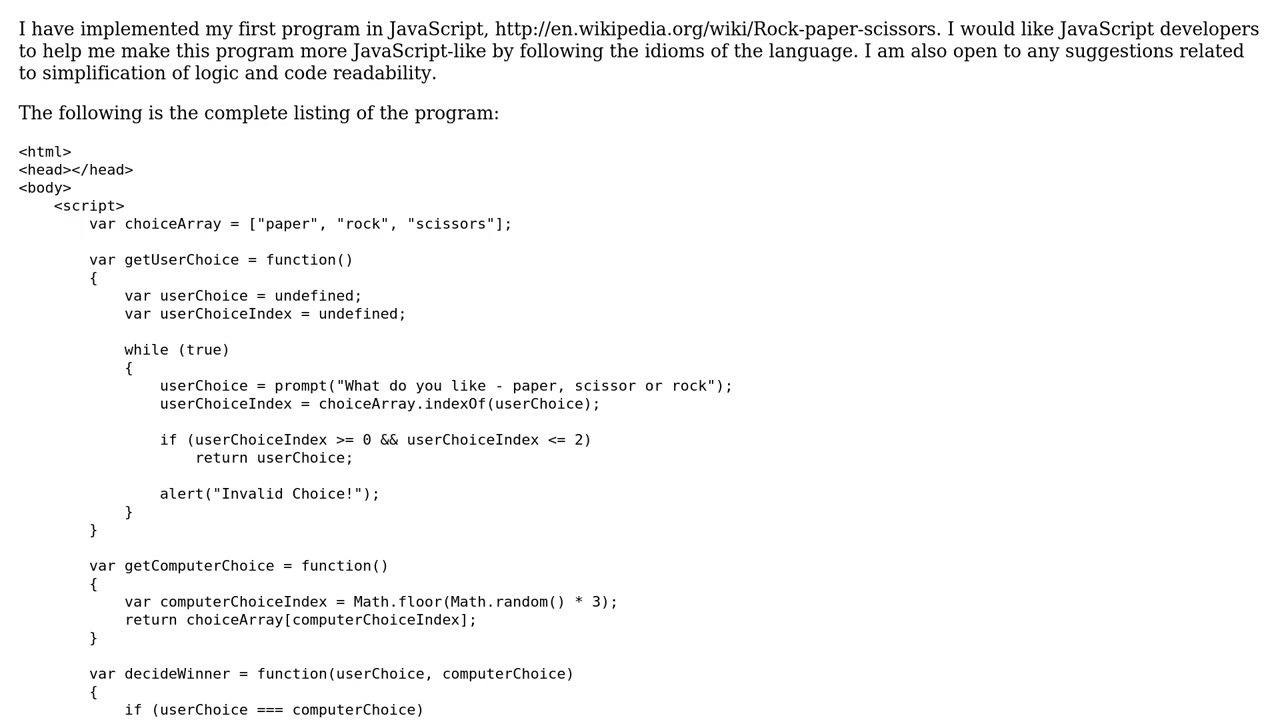 I have implemented my first program in JavaScript, http://en.wikipedia.org/wiki/Rock-paper-scissors. I would like JavaScript developers
to help me make this program more JavaScript-like by following the idioms of the language. I am also open to any suggestions related
to simplification of logic and code readability.
The following is the complete listing of the program:
<html>
<head></head>
<body>
    <script>
        var choiceArray = ["paper", "rock", "scissors"];

        var getUserChoice = function()
        {
            var userChoice = undefined;
            var userChoiceIndex = undefined;

            while (true)
            {
                userChoice = prompt("What do you like - paper, scissor or rock");
                userChoiceIndex = choiceArray.indexOf(userChoice);

                if (userChoiceIndex >= 0 && userChoiceIndex <= 2)
                    return userChoice;

                alert("Invalid Choice!");
            }
        }

        var getComputerChoice = function()
        {
            var computerChoiceIndex = Math.floor(Math.random() * 3);
            return choiceArray[computerChoiceIndex];
        }

        var decideWinner = function(userChoice, computerChoice)
        {
            if (userChoice === computerChoice)